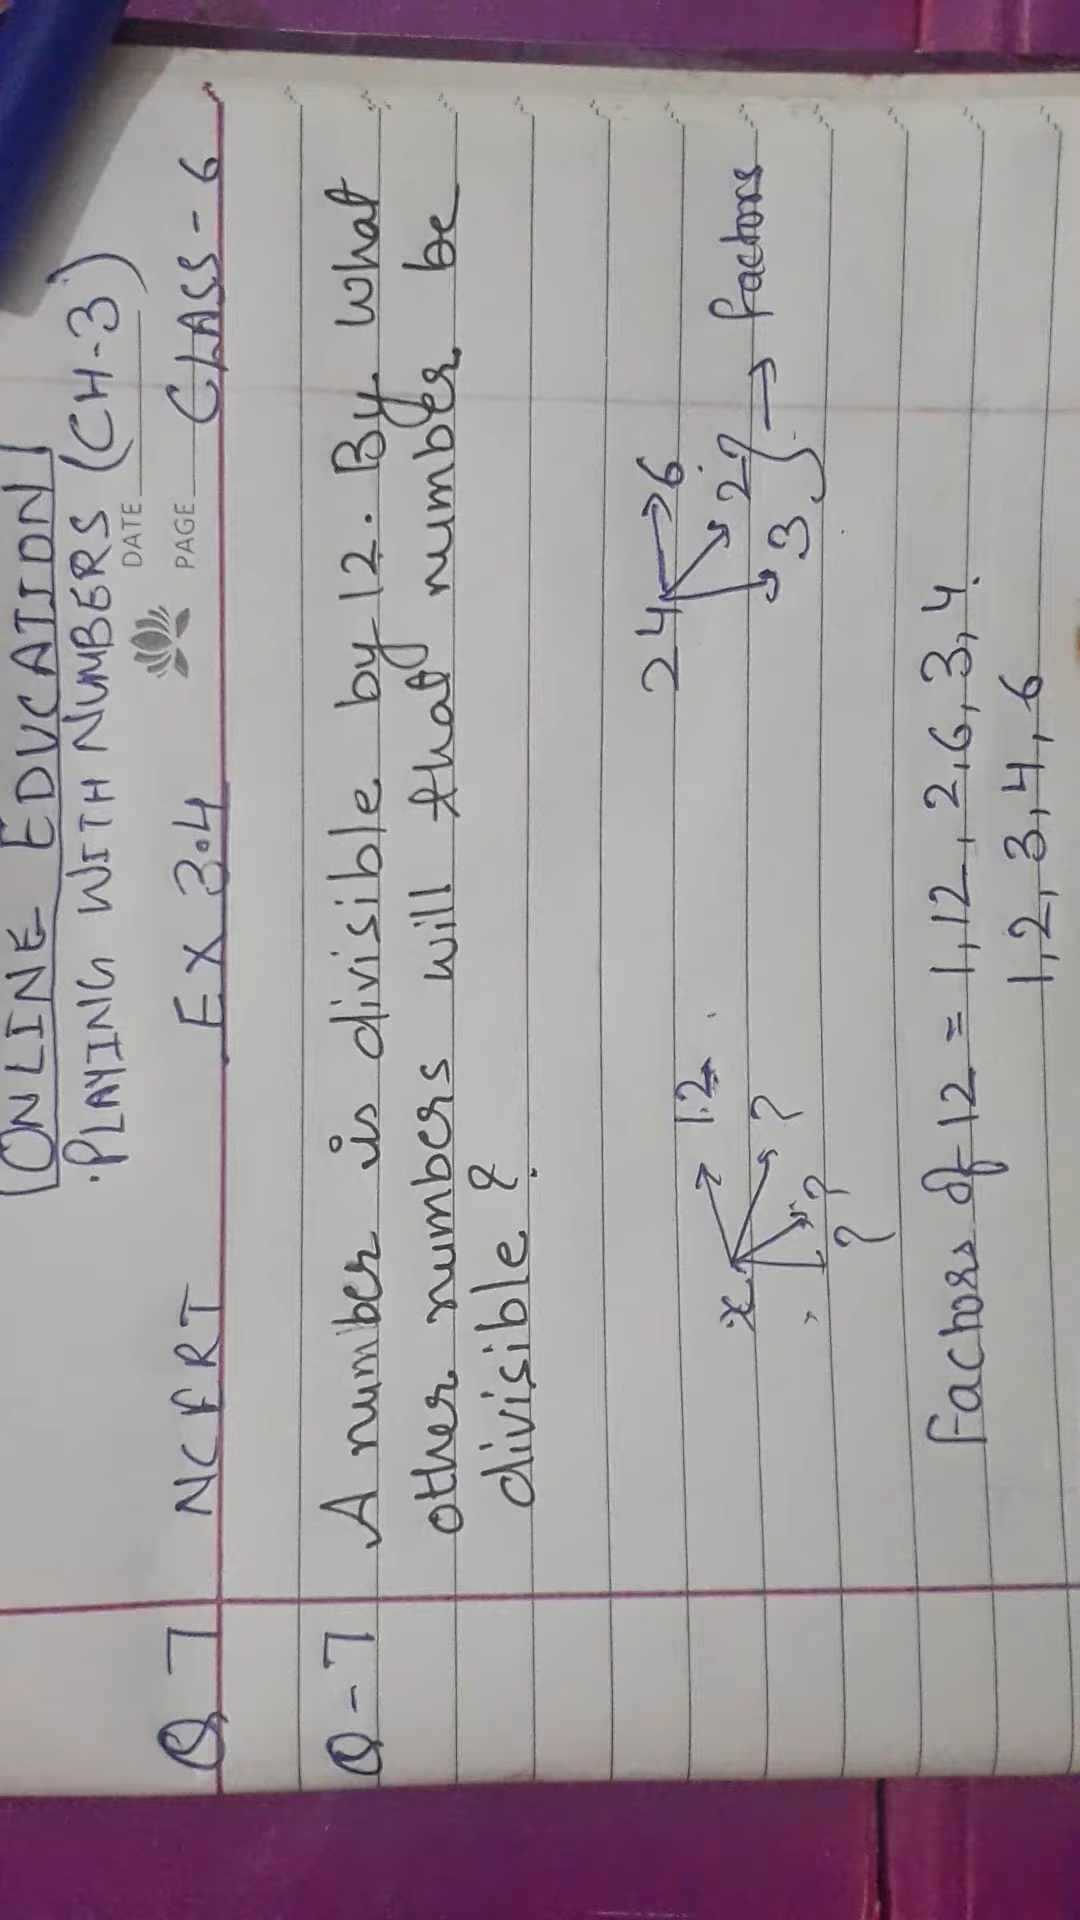 ONLINE EDUCATION
PLAYING WITH NUMBERS (CH-3)
DATE
PAGE
Q 7 NCERT EX 3.4 CLASS-6
Q-7 A number is divisible by 12. By what
other numbers will that number be
divisible ?
24 → 6
x → 12
2
? 3 → factors
?
?
Factors of 12 = 1, 12, 2, 6, 3, 4.
1, 2, 3, 4, 6